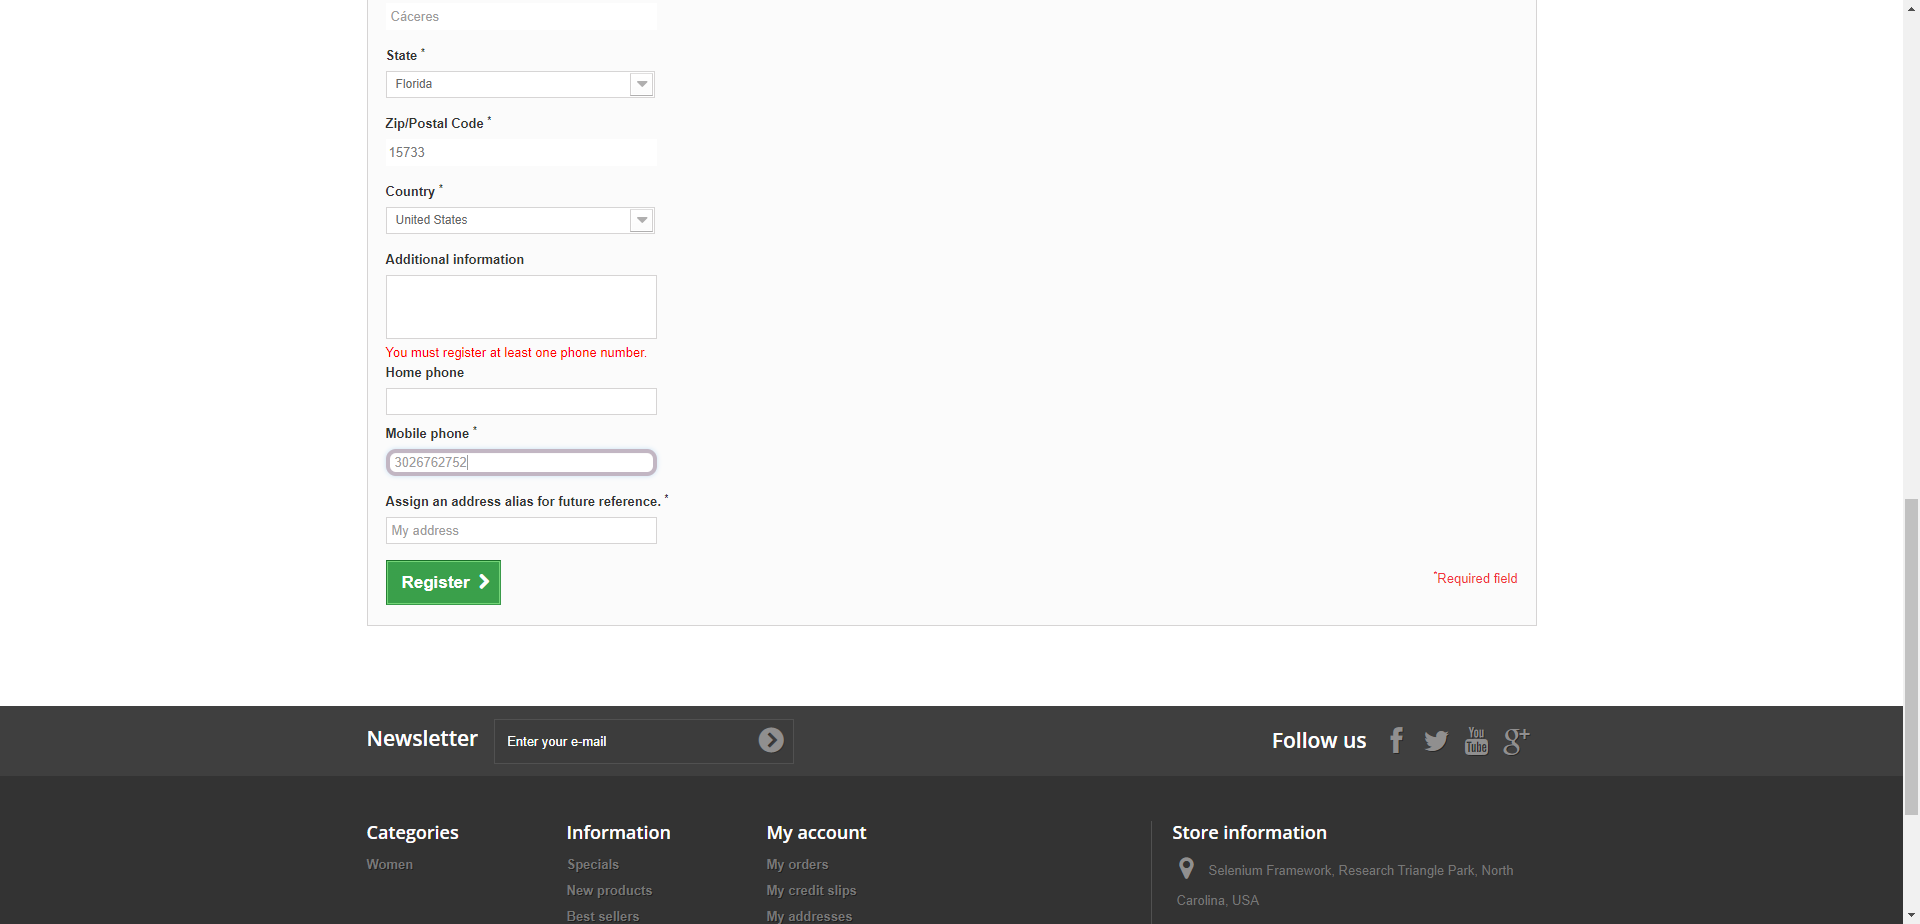 Cáceres
State *
Florida
Zip/Postal Code *
15733
Country *
United States
Additional information
You must register at least one phone number.
Home phone
Mobile phone *
3026762752
Assign an address alias for future reference. *
My address
Register
*Required field
Newsletter
Enter your e-mail
Follow us
You
Tube
Categories
Women
Information
Specials
New products
Best sellers
My account
My orders
My credit slips
My addresses
Store information
Selenium Framework, Research Triangle Park, North
Carolina, USA